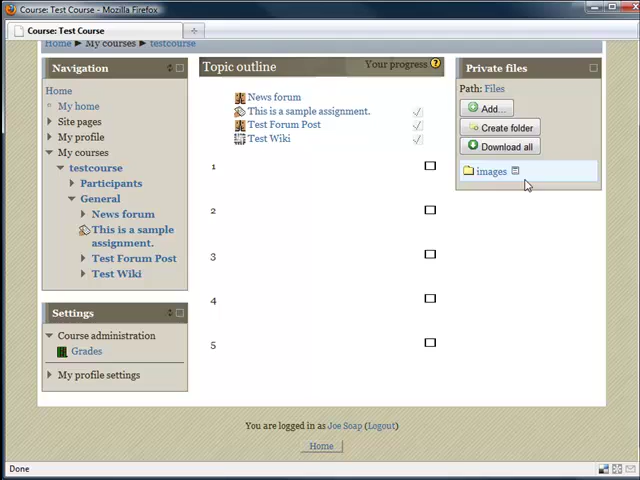 Course: Test Course - Mozilla Firefox
Course: Test Course
Home ► My courses ► testcourse
Navigation
Home
My home
Site pages
My profile
My courses
testcourse
Participants
General
News forum
This is a sample
assignment.
Test Forum Post
Test Wiki
Settings
Course administration
Grades
My profile settings
Topic outline
Your progress
News forum
This is a sample assignment.
Test Forum Post
Test Wiki
1
2
3
4
5
Private files
Path: Files
Add...
Create folder
Download all
images
You are logged in as Joe Soap (Logout)
Home
Done